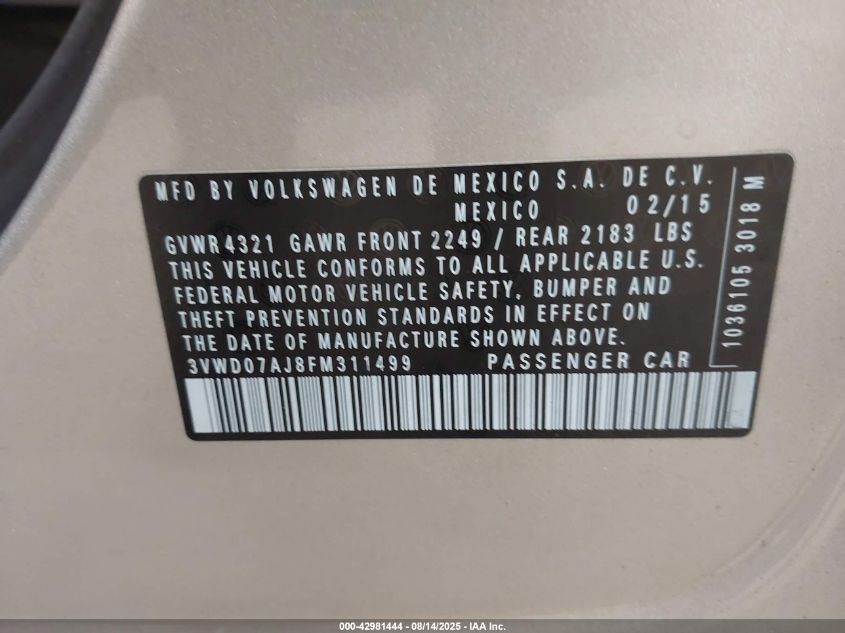 MFD BY VOLKSWAGEN DE MEXICO S.A. DE C.V.
MEXICO 02/15
GVWR 4321 GAWR FRONT 2249 / REAR 2183 LBS
THIS VEHICLE CONFORMS TO ALL APPLICABLE U.S.
FEDERAL MOTOR VEHICLE SAFETY, BUMPER AND
THEFT PREVENTION STANDARDS IN EFFECT ON
THE DATE OF MANUFACTURE SHOWN ABOVE.
3VWD07AJ8FM311499 PASSENGER CAR
1036105 3018 M
000-42981444 - 08/14/2025 - IAA Inc.